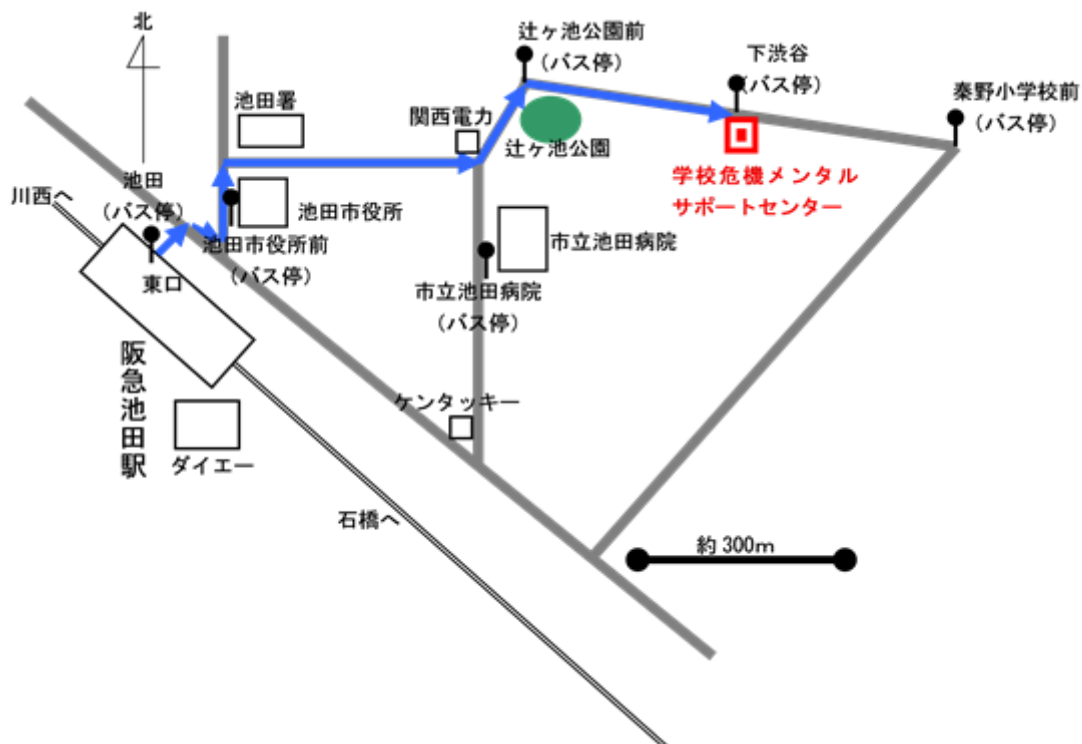 北
辻ヶ池公園前
(バス停)
下渋谷
(バス停)
秦野小学校前
(バス停)
池田署
関西電力
辻ヶ池公園
学校危機メンタル
サポートセンター
川西へ
池田
(バス停)
池田市役所
池田市役所前
(バス停)
東口
市立池田病院
市立池田病院
(バス停)
阪急池田駅
ケンタッキー
ダイエー
石橋へ
約300m